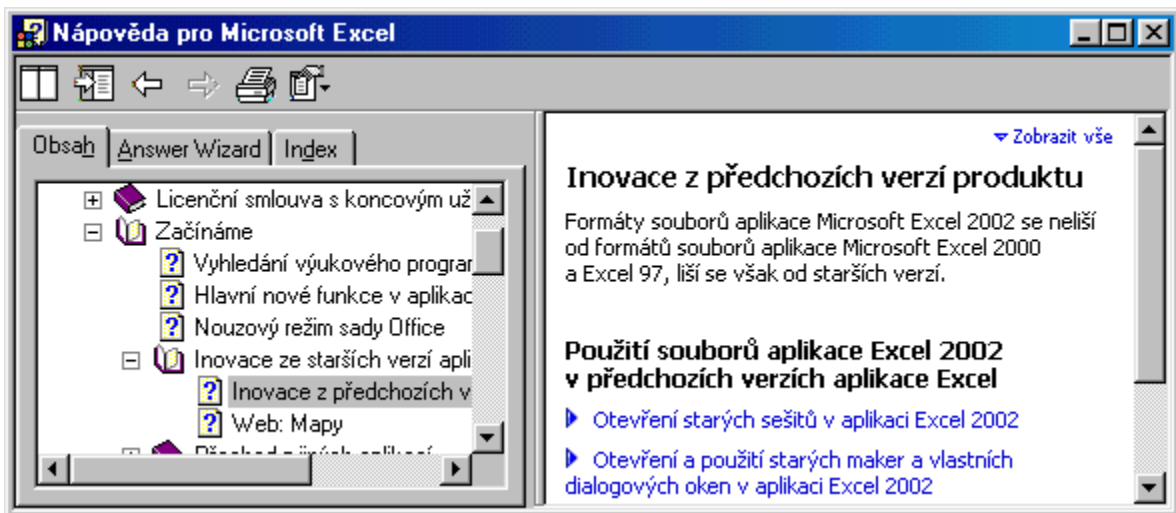 Nápověda pro Microsoft Excel
Obsah
Answer Wizard
Index
Licenční smlouva s koncovým už
Začínáme
Vyhledání výukového program
Hlavní nové funkce v aplikac
Nouzový režim sady Office
Inovace ze starších verzí apli
Inovace z předchozích v
Web: Mapy
Zobrazit vše
Inovace z předchozích verzí produktu
Formáty souborů aplikace Microsoft Excel 2002 se neliší
od formátů souborů aplikace Microsoft Excel 2000
a Excel 97, liší se však od starších verzí.
Použití souborů aplikace Excel 2002
v předchozích verzích aplikace Excel
Otevření starých sešitů v aplikaci Excel 2002
Otevření a použití starých maker a vlastních
dialogových oken v aplikaci Excel 2002